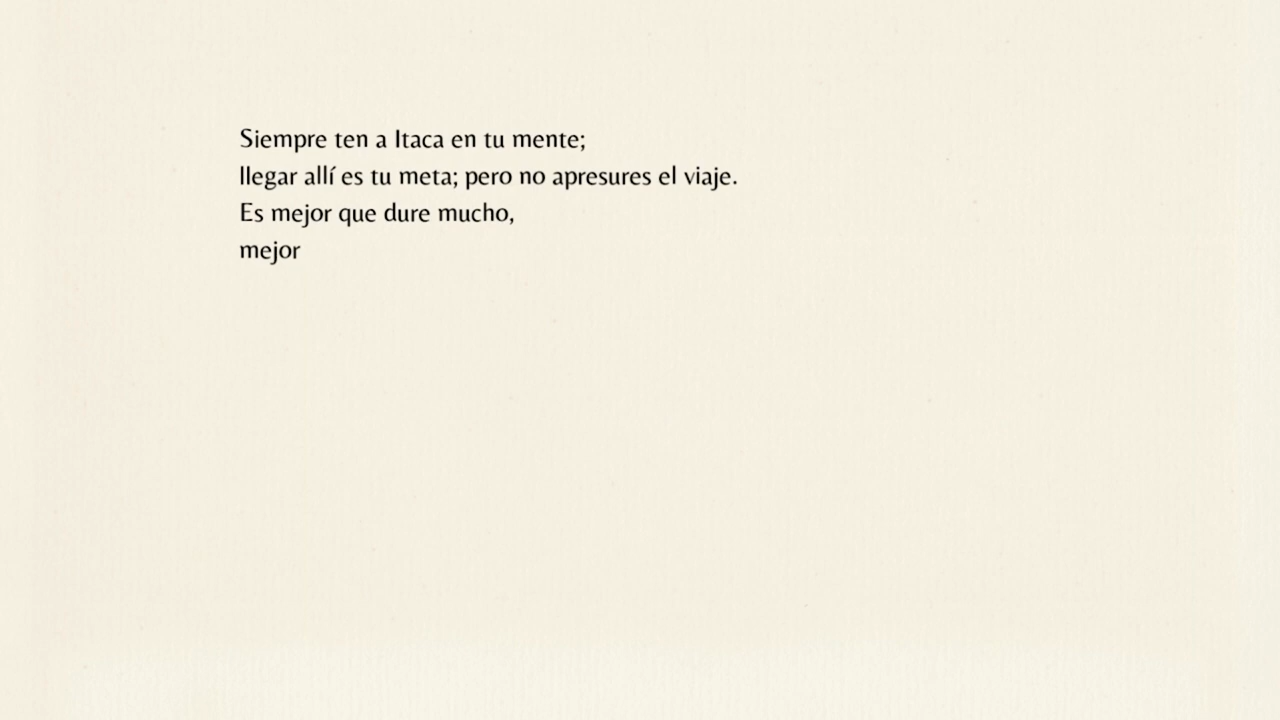 Siempre ten a Itaca en tu mente;
llegar allí es tu meta; pero no apresures el viaje.
Es mejor que dure mucho,
mejor